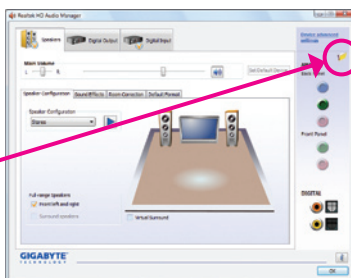 Realtek HD Audio Manager
Speakers
Digital Output
Digital Input
Device advanced
settings
Main Volume
L
R
Set Default Device
Back Panel
Speaker Configuration
Sound Effects
Room Correction
Default Format
Speaker Configuration
Stereo
Front Panel
Full-range Speakers
Front left and right
Surround speakers
Virtual Surround
DIGITAL
GIGABYTE
TECHNOLOGY
OK